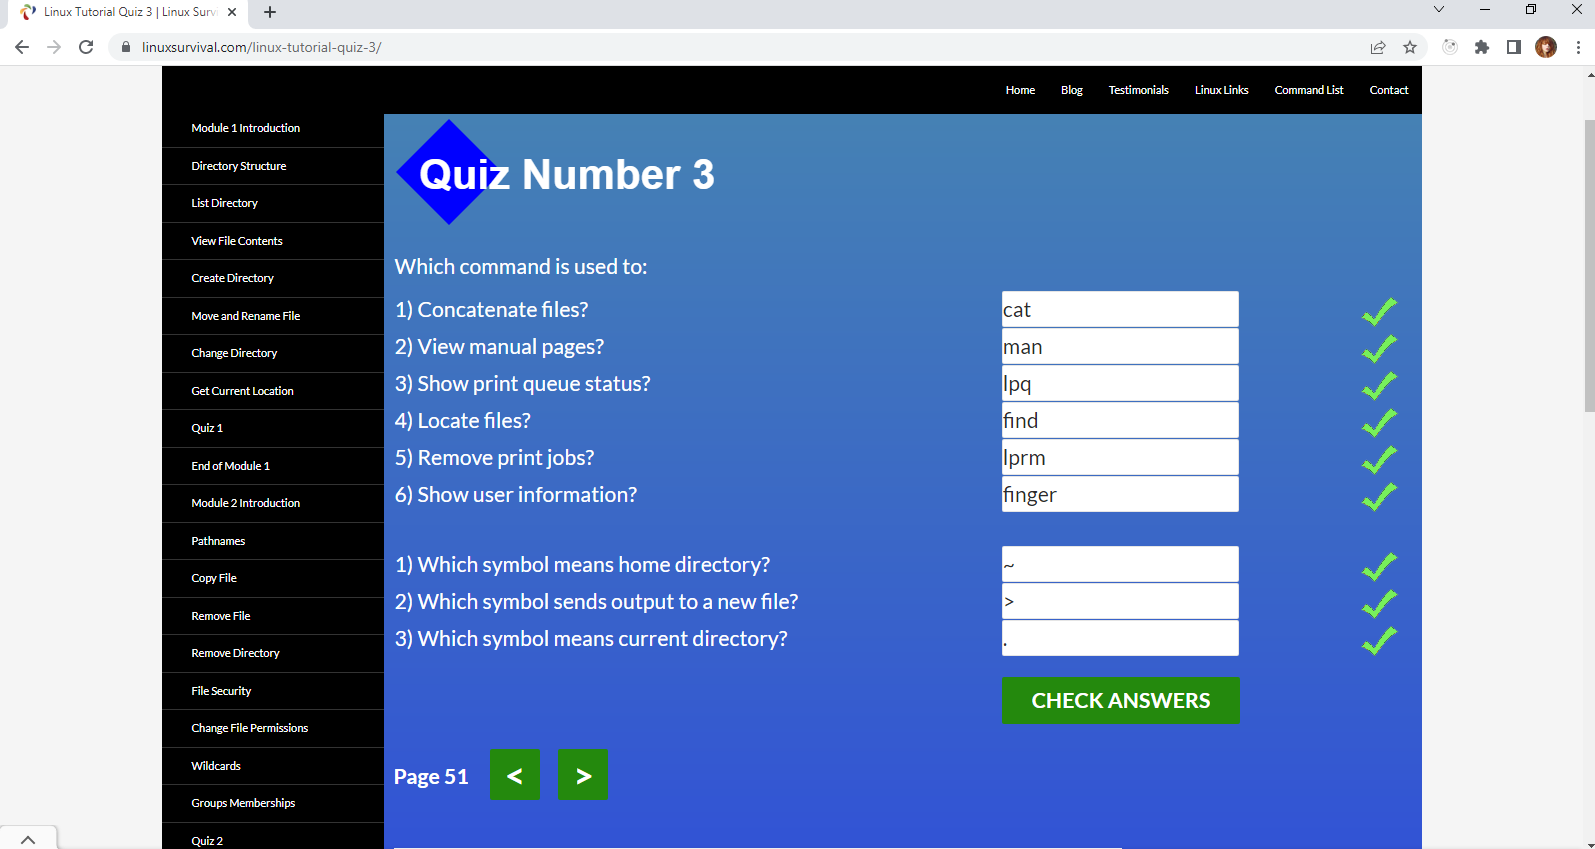 Linux Tutorial Quiz 3 | Linux Survi
linuxsurvival.com/linux-tutorial-quiz-3/
Home Blog Testimonials Linux Links Command List Contact
Module 1 Introduction
Directory Structure
List Directory
View File Contents
Create Directory
Move and Rename File
Change Directory
Get Current Location
Quiz 1
End of Module 1
Module 2 Introduction
Pathnames
Copy File
Remove File
Remove Directory
File Security
Change File Permissions
Wildcards
Groups Memberships
Quiz 2
Quiz Number 3
Which command is used to:
1) Concatenate files? cat
2) View manual pages? man
3) Show print queue status? lpq
4) Locate files? find
5) Remove print jobs? lprm
6) Show user information? finger
1) Which symbol means home directory? ~
2) Which symbol sends output to a new file? >
3) Which symbol means current directory? .
CHECK ANSWERS
Page 51 < >